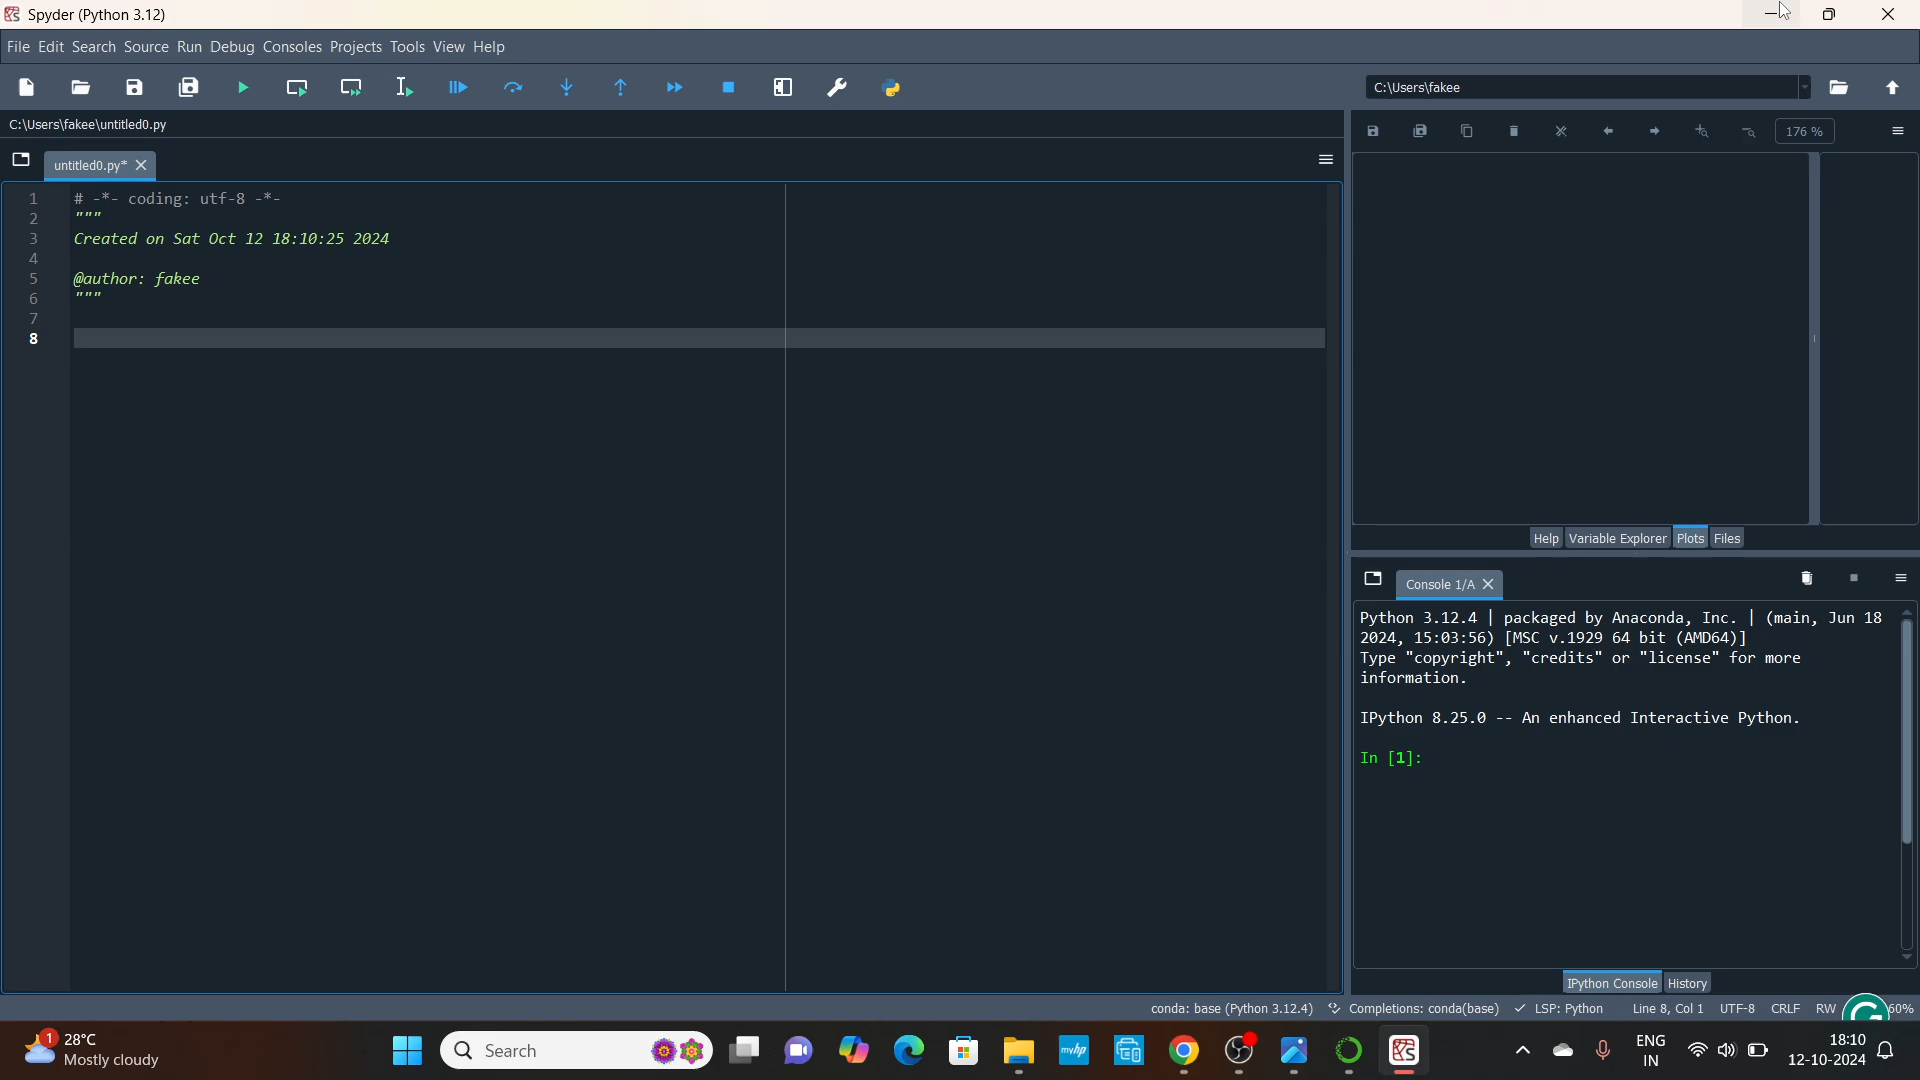 Spyder (Python 3.12)
File Edit Search Source Run Debug Consoles Projects Tools View Help
C:\Users\fakee
C:\Users\fakee\untitled0.py
176 %
untitled0.py*
1 # -*- coding: utf-8 -*-
2 """
3 Created on Sat Oct 12 18:10:25 2024
4
5 @author: fakee
6 """
7
8
Help Variable Explorer Plots Files
Console 1/A
Python 3.12.4 | packaged by Anaconda, Inc. | (main, Jun 18
2024, 15:03:56) [MSC v.1929 64 bit (AMD64)]
Type "copyright", "credits" or "license" for more
information.
IPython 8.25.0 -- An enhanced Interactive Python.
In [1]:
IPython Console History
conda: base (Python 3.12.4) Completions: conda(base) LSP: Python Line 8, Col 1 UTF-8 CRLF RW 60%
1 28°C
Mostly cloudy
Search
myhp
ENG
IN
18:10
12-10-2024